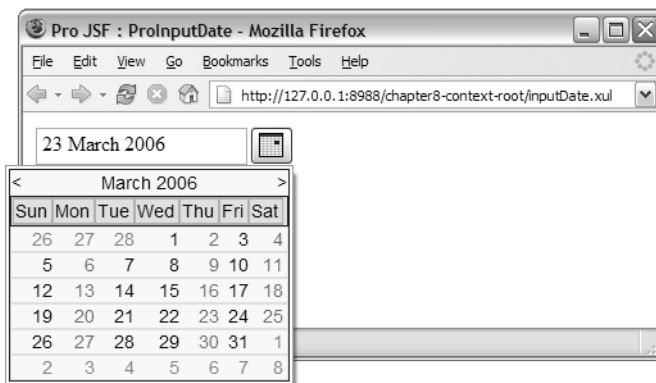 Pro JSF : ProInputDate - Mozilla Firefox
File Edit View Go Bookmarks Tools Help
http://127.0.0.1:8988/chapter8-context-root/inputDate.xul
23 March 2006
< March 2006 >
Sun Mon Tue Wed Thu Fri Sat
26 27 28 1 2 3 4
5 6 7 8 9 10 11
12 13 14 15 16 17 18
19 20 21 22 23 24 25
26 27 28 29 30 31 1
2 3 4 5 6 7 8